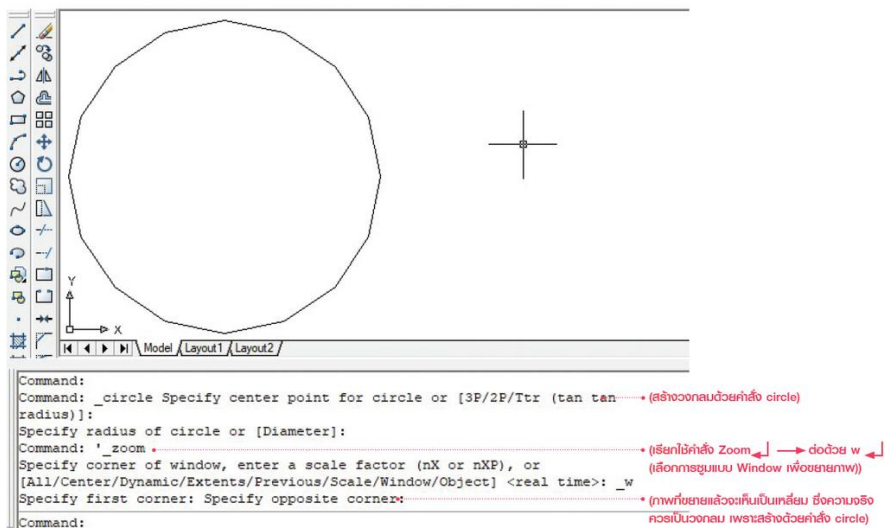 Y
X
Model Layout1 Layout2
Command:
Command: _circle Specify center point for circle or [3P/2P/Ttr (tan tan
radius)]:
(สร้างวงกลมด้วยคำสั่ง circle)
Specify radius of circle or [Diameter]:
Command: '_zoom
(เรียกใช้คำสั่ง Zoom ต่อด้วย w
(เลือกการซูมแบบ Window เพื่อขยายภาพ))
Specify corner of window, enter a scale factor (nX or nXP), or
[All/Center/Dynamic/Extents/Previous/Scale/Window/Object] <real time>: _w
Specify first corner: Specify opposite corner:
(ภาพที่ขยายแล้วจะเห็นเป็นเหลี่ยม ซึ่งความจริง
ควรเป็นวงกลม เพราะสร้างด้วยคำสั่ง circle)
Command: